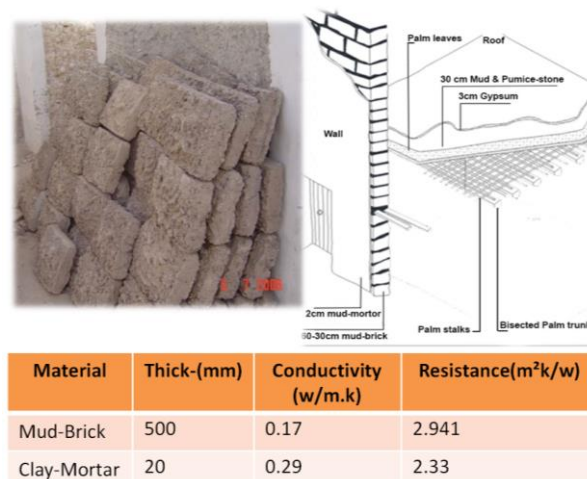 Palm leaves
Roof
30 cm Mud & Pumice-stone
3cm Gypsum
Wall
2cm mud-mortor
60-30cm mud-brick
Palm stalks
Bisected Palm trun
Material Thick-(mm) Conductivity (w/m.k) Resistance(m²k/w)
Mud-Brick 500 0.17 2.941
Clay-Mortar 20 0.29 2.33